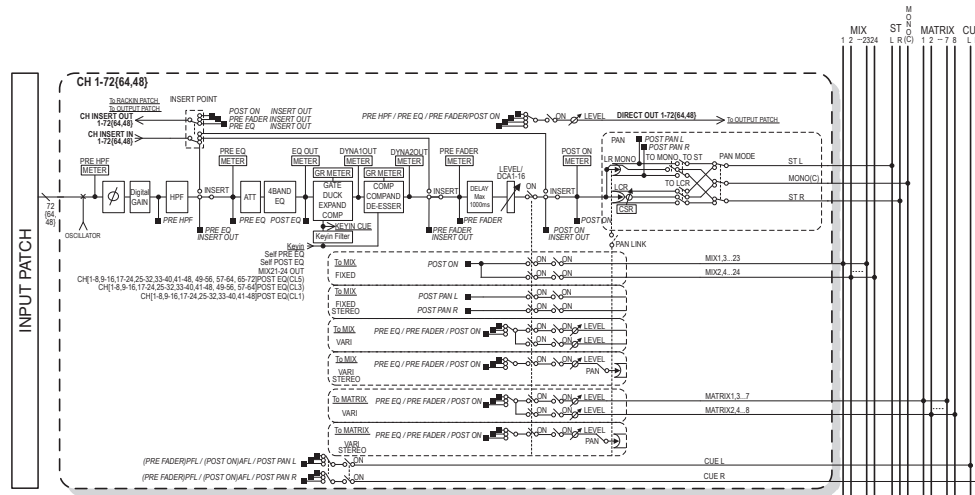 MIX
1 2 ···2324
ST
L R
MONO
(C)
MATRIX
1 2 ··· 7 8
CU
L
INPUT PATCH
CH 1-72{64,48}
To RACKIN PATCH
To OUTPUT PATCH
CH INSERT OUT
1-72{64,48}
CH INSERT IN
1-72{64,48}
INSERT POINT
POST ON INSERT OUT
PRE FADER INSERT OUT
PRE EQ INSERT OUT
PRE HPF / PRE EQ / PRE FADER/POST ON
ON
LEVEL
DIRECT OUT 1-72{64,48}
To OUTPUT PATCH
PRE HPF
METER
72
{64,
48}
OSCILLATOR
Ø
Digital
GAIN
HPF
PRE HPF
INSERT
PRE EQ
INSERT OUT
PRE EQ
METER
ATT
PRE EQ
4BAND
EQ
POST EQ
EQ OUT
METER
DYNA1OUT
METER
GR METER
GATE
DUCK
EXPAND
COMP
KEYIN CUE
Keyin Filter
DYNA2OUT
METER
GR METER
COMP
COMPAND
DE-ESSER
INSERT
PRE FADER
INSERT OUT
PRE FADER
METER
DELAY
Max
1000ms
PRE FADER
LEVEL/
DCA1-16
ON
INSERT
POST ON
INSERT OUT
POST ON
METER
POST ON
PAN
POST PAN L
POST PAN R
LR MONO
TO MONO, TO ST
PAN MODE
LCR
TO LCR
CSR
PAN LINK
ST L
MONO(C)
ST R
Keyin
Self PRE EQ
Self POST EQ
MIX21-24 OUT
CH[1-8,9-16,17-24,25-32,33-40,41-48, 49-56, 57-64, 65-72]POST EQ(CL5)
CH[1-8,9-16,17-24,25-32,33-40,41-48, 49-56, 57-64]POST EQ(CL3)
CH[1-8,9-16,17-24,25-32,33-40,41-48]POST EQ(CL1)
To MIX
FIXED
POST ON
ON ON
ON ON
MIX1,3...23
MIX2,4...24
To MIX
FIXED
STEREO
POST PAN L
POST PAN R
ON ON
ON ON
To MIX
VARI
PRE EQ / PRE FADER / POST ON
ON ON LEVEL
ON ON LEVEL
To MIX
VARI
STEREO
PRE EQ / PRE FADER / POST ON
ON ON LEVEL
PAN
To MATRIX
VARI
PRE EQ / PRE FADER / POST ON
ON ON LEVEL
ON ON LEVEL
MATRIX1,3...7
MATRIX2,4...8
To MATRIX
VARI
STEREO
PRE EQ / PRE FADER / POST ON
ON ON LEVEL
PAN
(PRE FADER)PFL / (POST ON)AFL / POST PAN L
ON
CUE L
(PRE FADER)PFL / (POST ON)AFL / POST PAN R
ON
CUE R